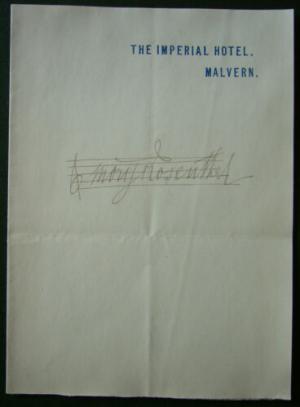 THE IMPERIAL HOTEL.
MALVERN.
Moriz Rosenthal